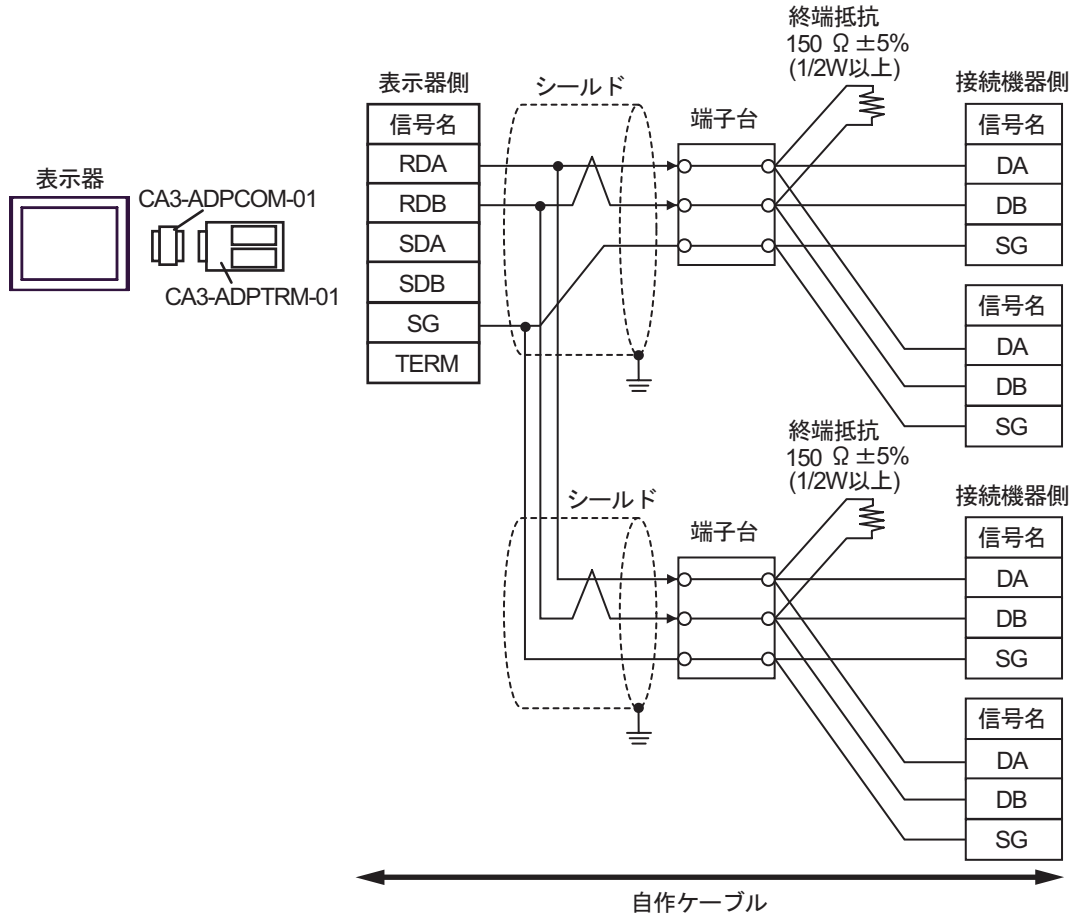 表示器
CA3-ADPCOM-01
CA3-ADPTRM-01
表示器側
信号名
RDA
RDB
SDA
SDB
SG
TERM
シールド
端子台
終端抵抗
150 Ω ±5%
(1/2W以上)
接続機器側
信号名
DA
DB
SG
信号名
DA
DB
SG
シールド
端子台
終端抵抗
150 Ω ±5%
(1/2W以上)
接続機器側
信号名
DA
DB
SG
信号名
DA
DB
SG
自作ケーブル